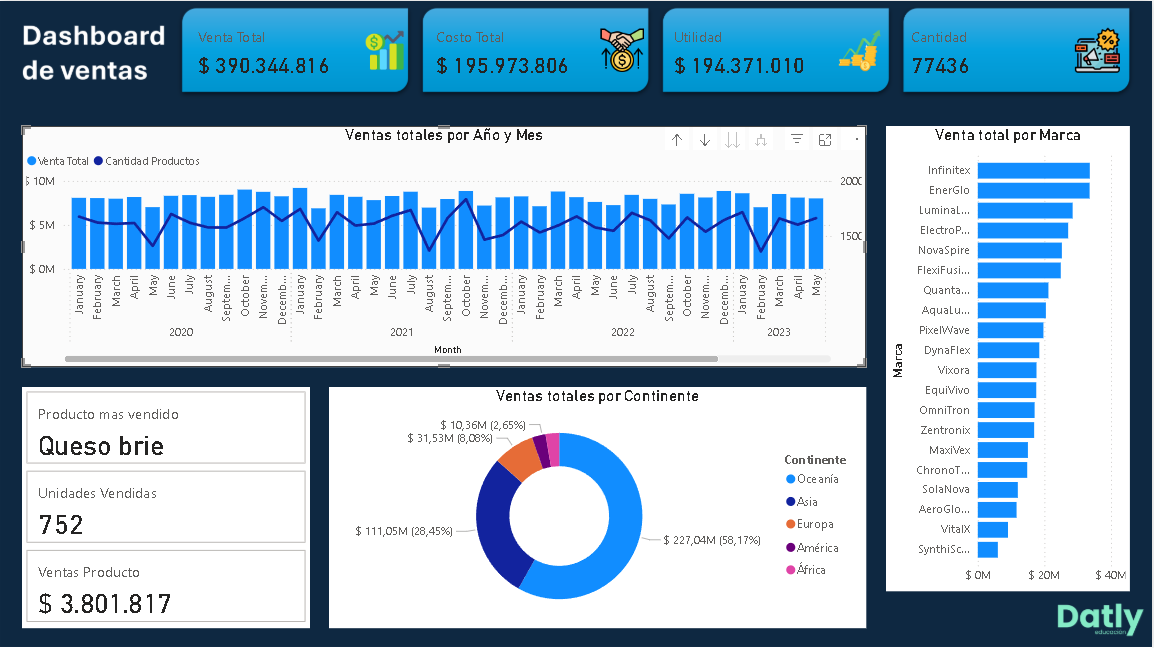 Dashboard
de ventas
Venta Total
$ 390.344.816
Costo Total
$ 195.973.806
Utilidad
$ 194.371.010
Cantidad
77436
Ventas totales por Año y Mes
Venta Total Cantidad Productos
$ 10M
$ 5M
$ 0M
2000
1500
January February March April May June July August Septem... October Novem... Decemb... January February March April May June July August Septem... October Novem... Decemb... January February March April May June July August Septem... October Novem... Decemb... January February March April May
2020 2021 2022 2023
Month
Venta total por Marca
Marca
Infinitex
EnerGlo
LuminaL...
ElectroP...
NovaSpire
FlexiFusi...
Quanta...
AquaLu...
PixelWave
DynaFlex
Vixora
EquiVivo
OmniTron
Zentronix
MaxiVex
ChronoT...
SolaNova
AeroGlo...
VitalX
SynthiSc...
$ 0M $ 20M $ 40M
Producto mas vendido
Queso brie
Unidades Vendidas
752
Ventas Producto
$ 3.801.817
Ventas totales por Continente
$ 10,36M (2,65%)
$ 31,53M (8,08%)
$ 111,05M (28,45%)
$ 227,04M (58,17%)
Continente
Oceanía
Asia
Europa
América
África
Datly
educación